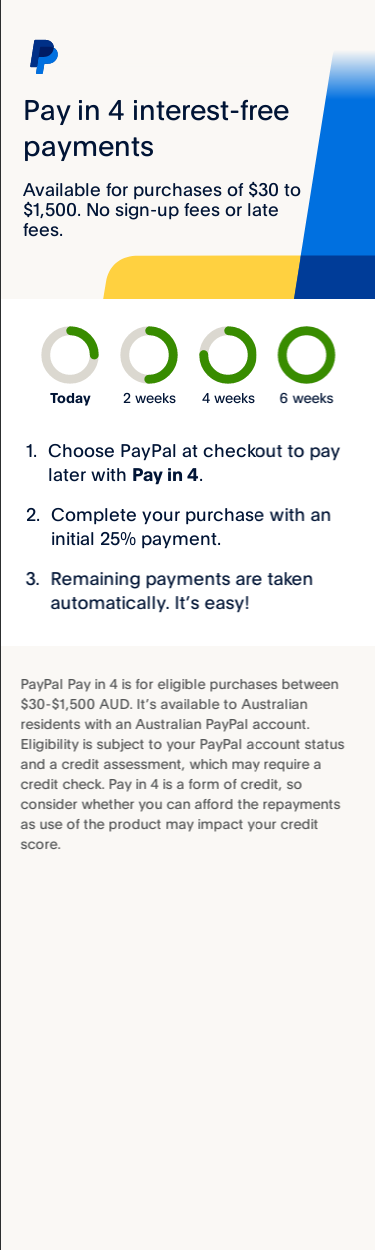 Pay in 4 interest-free
payments
Available for purchases of $30 to
$1,500. No sign-up fees or late
fees.
Today 2 weeks 4 weeks 6 weeks
1. Choose PayPal at checkout to pay
later with Pay in 4.
2. Complete your purchase with an
initial 25% payment.
3. Remaining payments are taken
automatically. It’s easy!
PayPal Pay in 4 is for eligible purchases between
$30-$1,500 AUD. It’s available to Australian
residents with an Australian PayPal account.
Eligibility is subject to your PayPal account status
and a credit assessment, which may require a
credit check. Pay in 4 is a form of credit, so
consider whether you can afford the repayments
as use of the product may impact your credit
score.